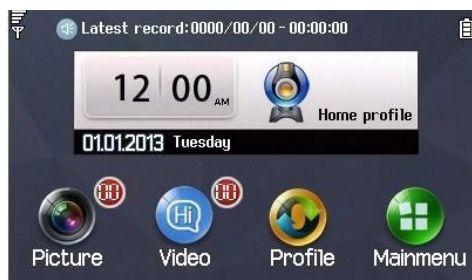 Latest record:0000/00/00-00:00:00
12 00 AM
Home profile
01.01.2013 Tuesday
00 00
Hi
Picture Video Profile Mainmenu